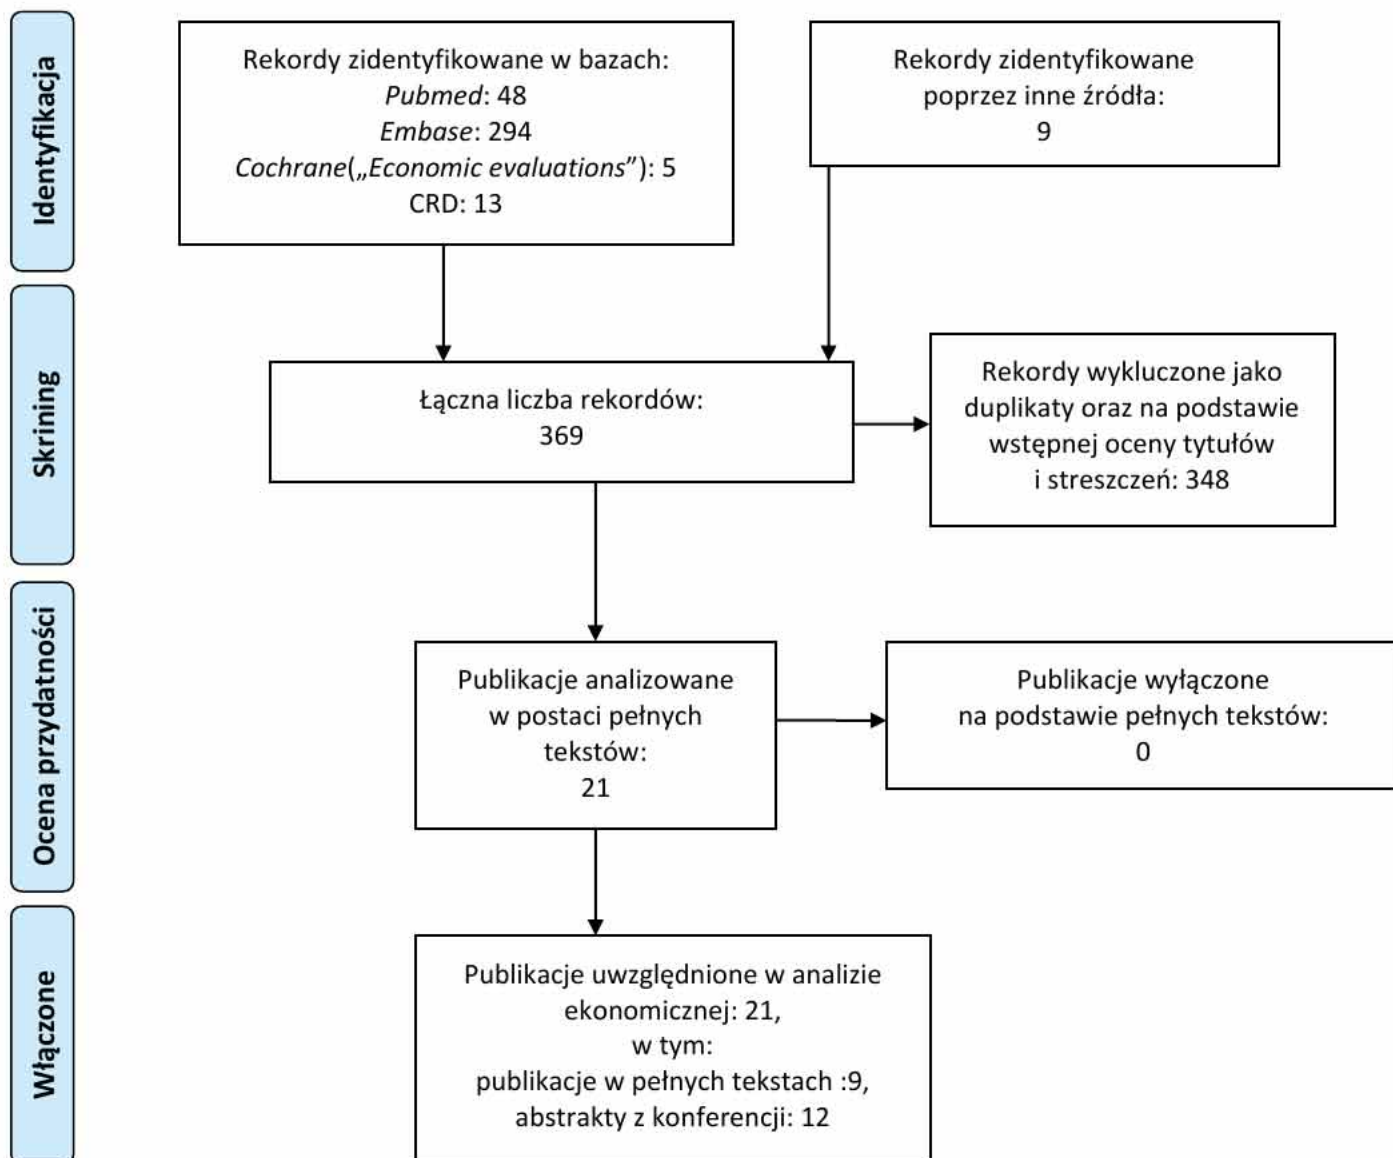 Identyfikacja
Rekordy zidentyfikowane w bazach:
Pubmed: 48
Embase: 294
Cochrane(„Economic evaluations”): 5
CRD: 13
Rekordy zidentyfikowane
poprzez inne źródła:
9
Skrining
Łączna liczba rekordów:
369
Rekordy wykluczone jako
duplikaty oraz na podstawie
wstępnej oceny tytułów
i streszczeń: 348
Ocena przydatności
Publikacje analizowane
w postaci pełnych
tekstów:
21
Publikacje wyłączone
na podstawie pełnych tekstów:
0
Włączone
Publikacje uwzględnione w analizie
ekonomicznej: 21,
w tym:
publikacje w pełnych tekstach :9,
abstrakty z konferencji: 12